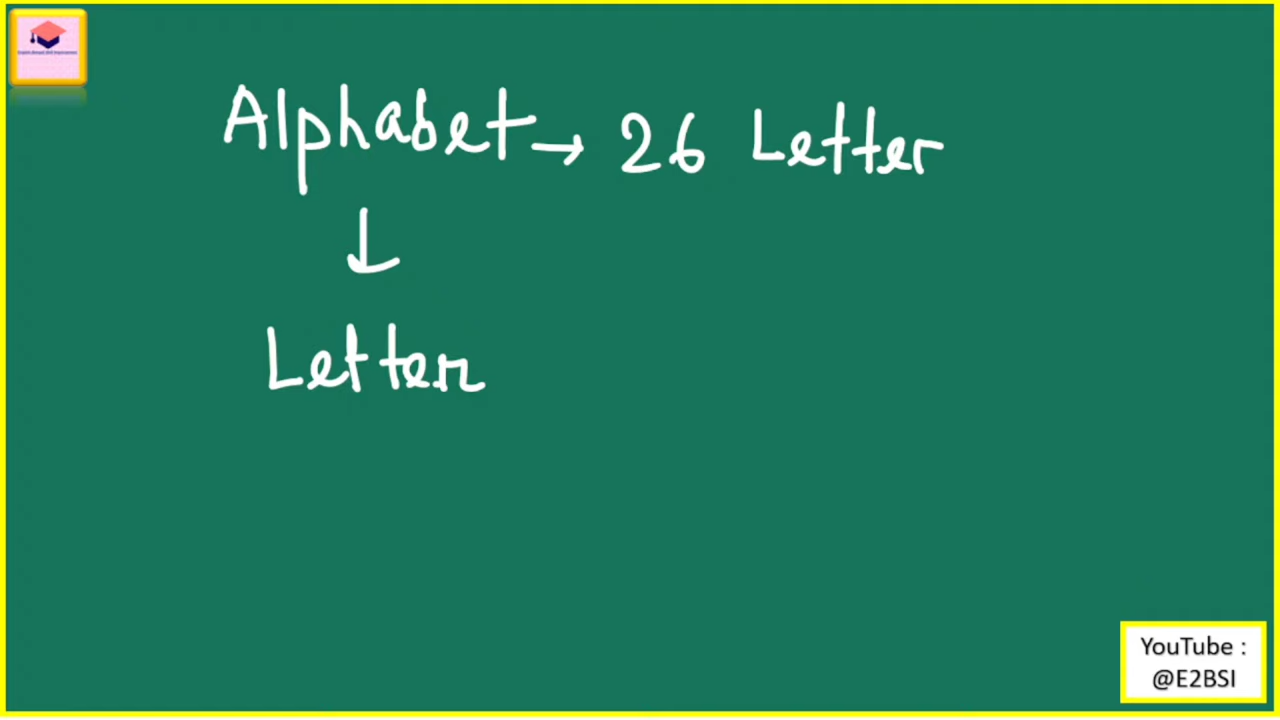 Alphabet → 26 Letter
↓
Letter
YouTube :
@E2BSI